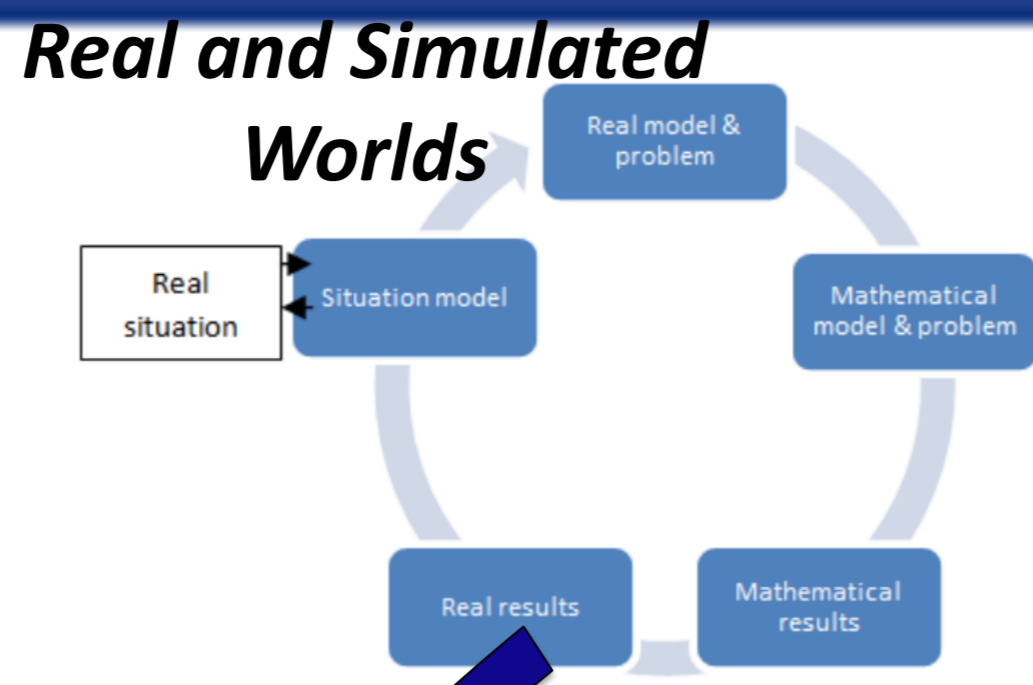 Real and Simulated
Worlds
Real model &
problem
Real
situation
Situation model
Mathematical
model & problem
Real results
Mathematical
results